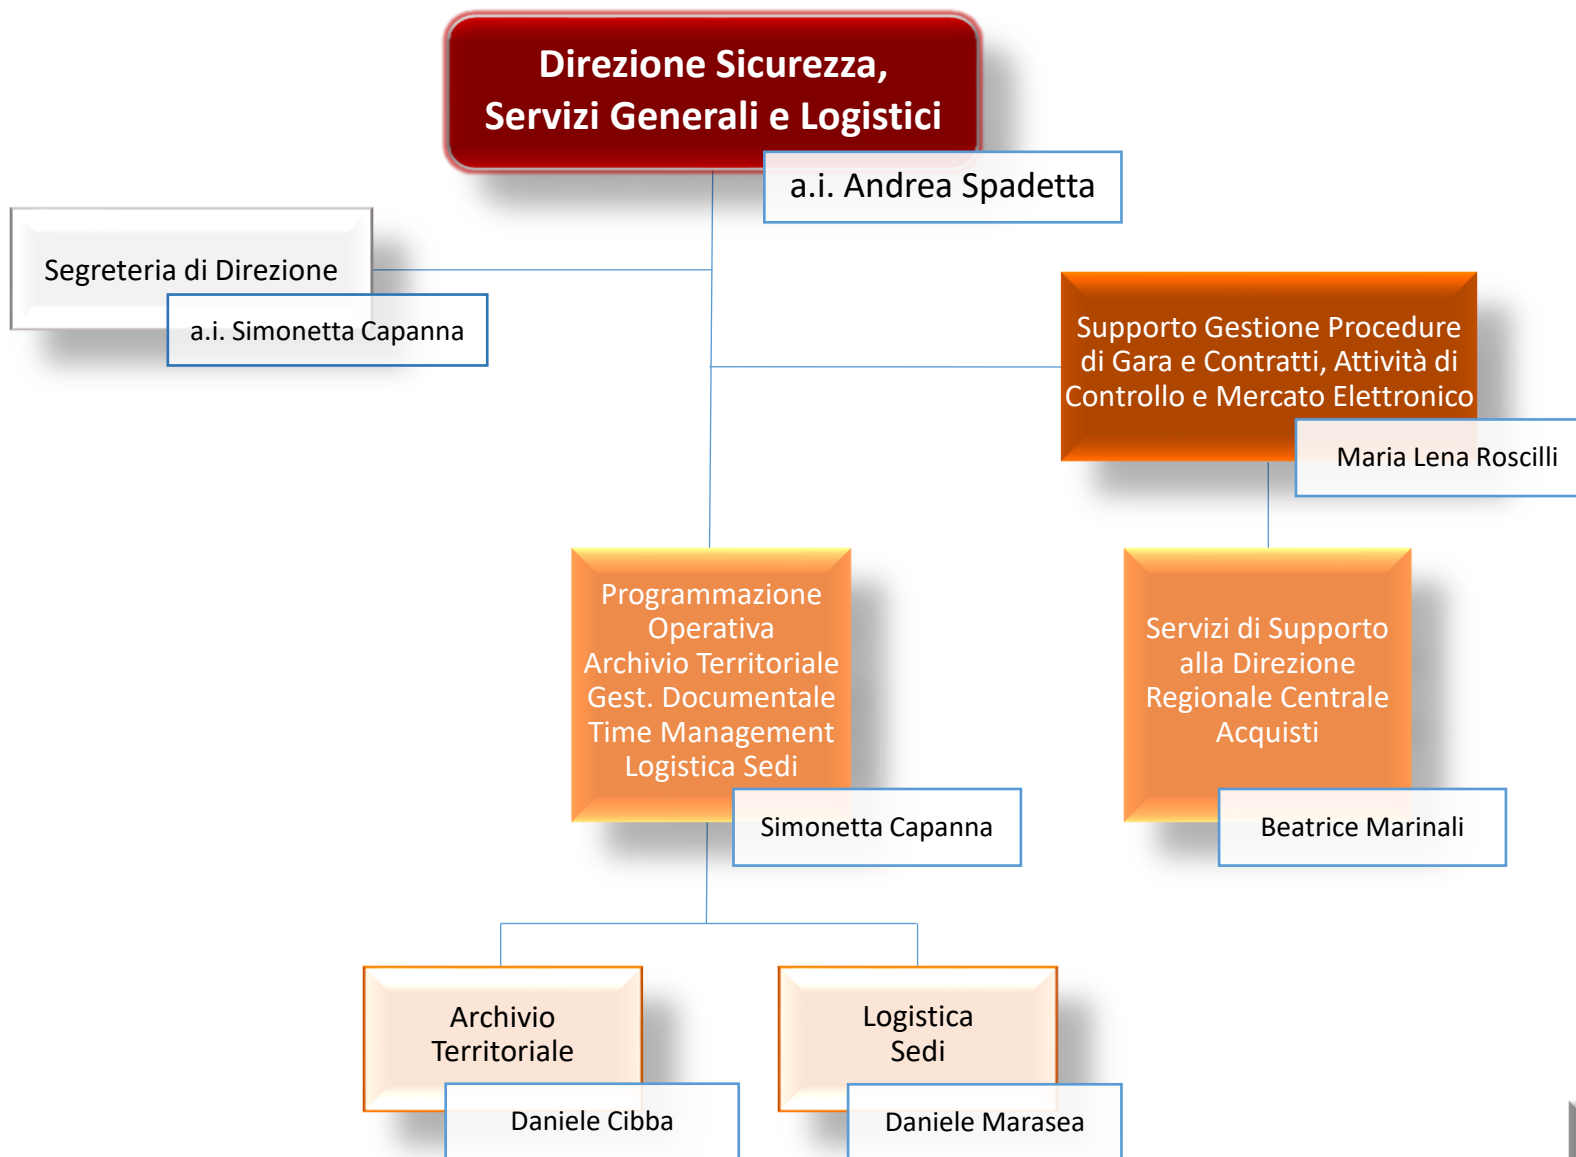 Direzione Sicurezza,
Servizi Generali e Logistici
a.i. Andrea Spadetta
Segreteria di Direzione
a.i. Simonetta Capanna
Supporto Gestione Procedure
di Gara e Contratti, Attività di
Controllo e Mercato Elettronico
Maria Lena Roscilli
Programmazione
Operativa
Archivio Territoriale
Gest. Documentale
Time Management
Logistica Sedi
Simonetta Capanna
Servizi di Supporto
alla Direzione
Regionale Centrale
Acquisti
Beatrice Marinali
Archivio
Territoriale
Daniele Cibba
Logistica
Sedi
Daniele Marasea